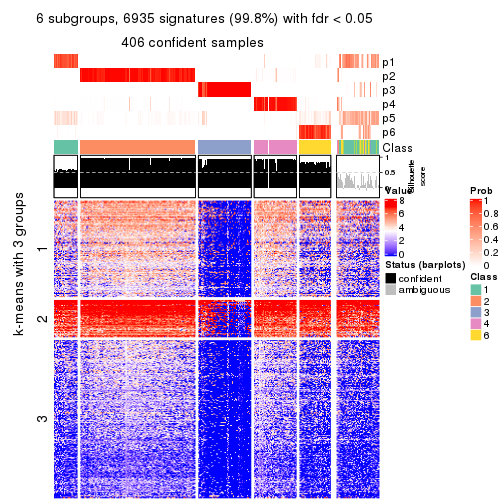 6 subgroups, 6935 signatures (99.8%) with fdr < 0.05
406 confident samples
p1
p2
p3
p4
p5
p6
Class
1
0.5
0
Silhouette
score
k-means with 3 groups
1
2
3
Value
8
6
4
2
0
Status (barplots)
confident
ambiguous
Prob
1
0.8
0.6
0.4
0.2
0
Class
1
2
3
4
6